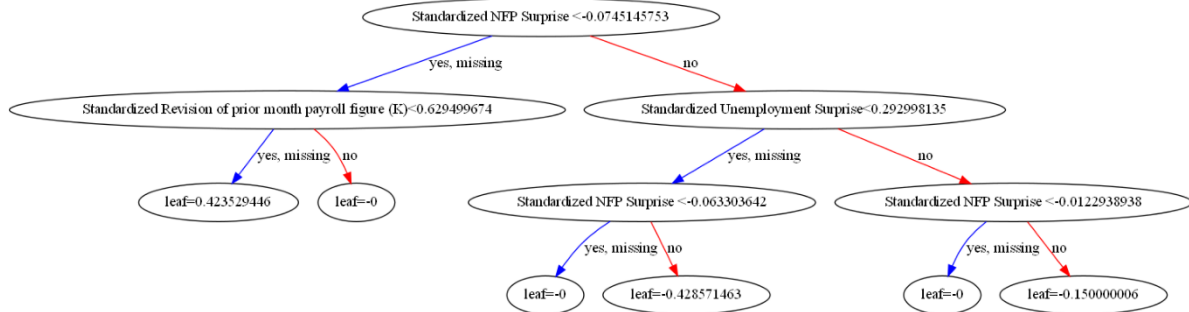 Standardized NFP Surprise <-0.0745145753
yes, missing
no
Standardized Revision of prior month payroll figure (K)<0.629499674
Standardized Unemployment Surprise<0.292998135
yes, missing
no
yes, missing
no
leaf=0.423529446
leaf=-0
Standardized NFP Surprise <-0.063303642
Standardized NFP Surprise <-0.0122938938
yes, missing
no
yes, missing
no
leaf=-0
leaf=-0.428571463
leaf=-0
leaf=-0.150000006